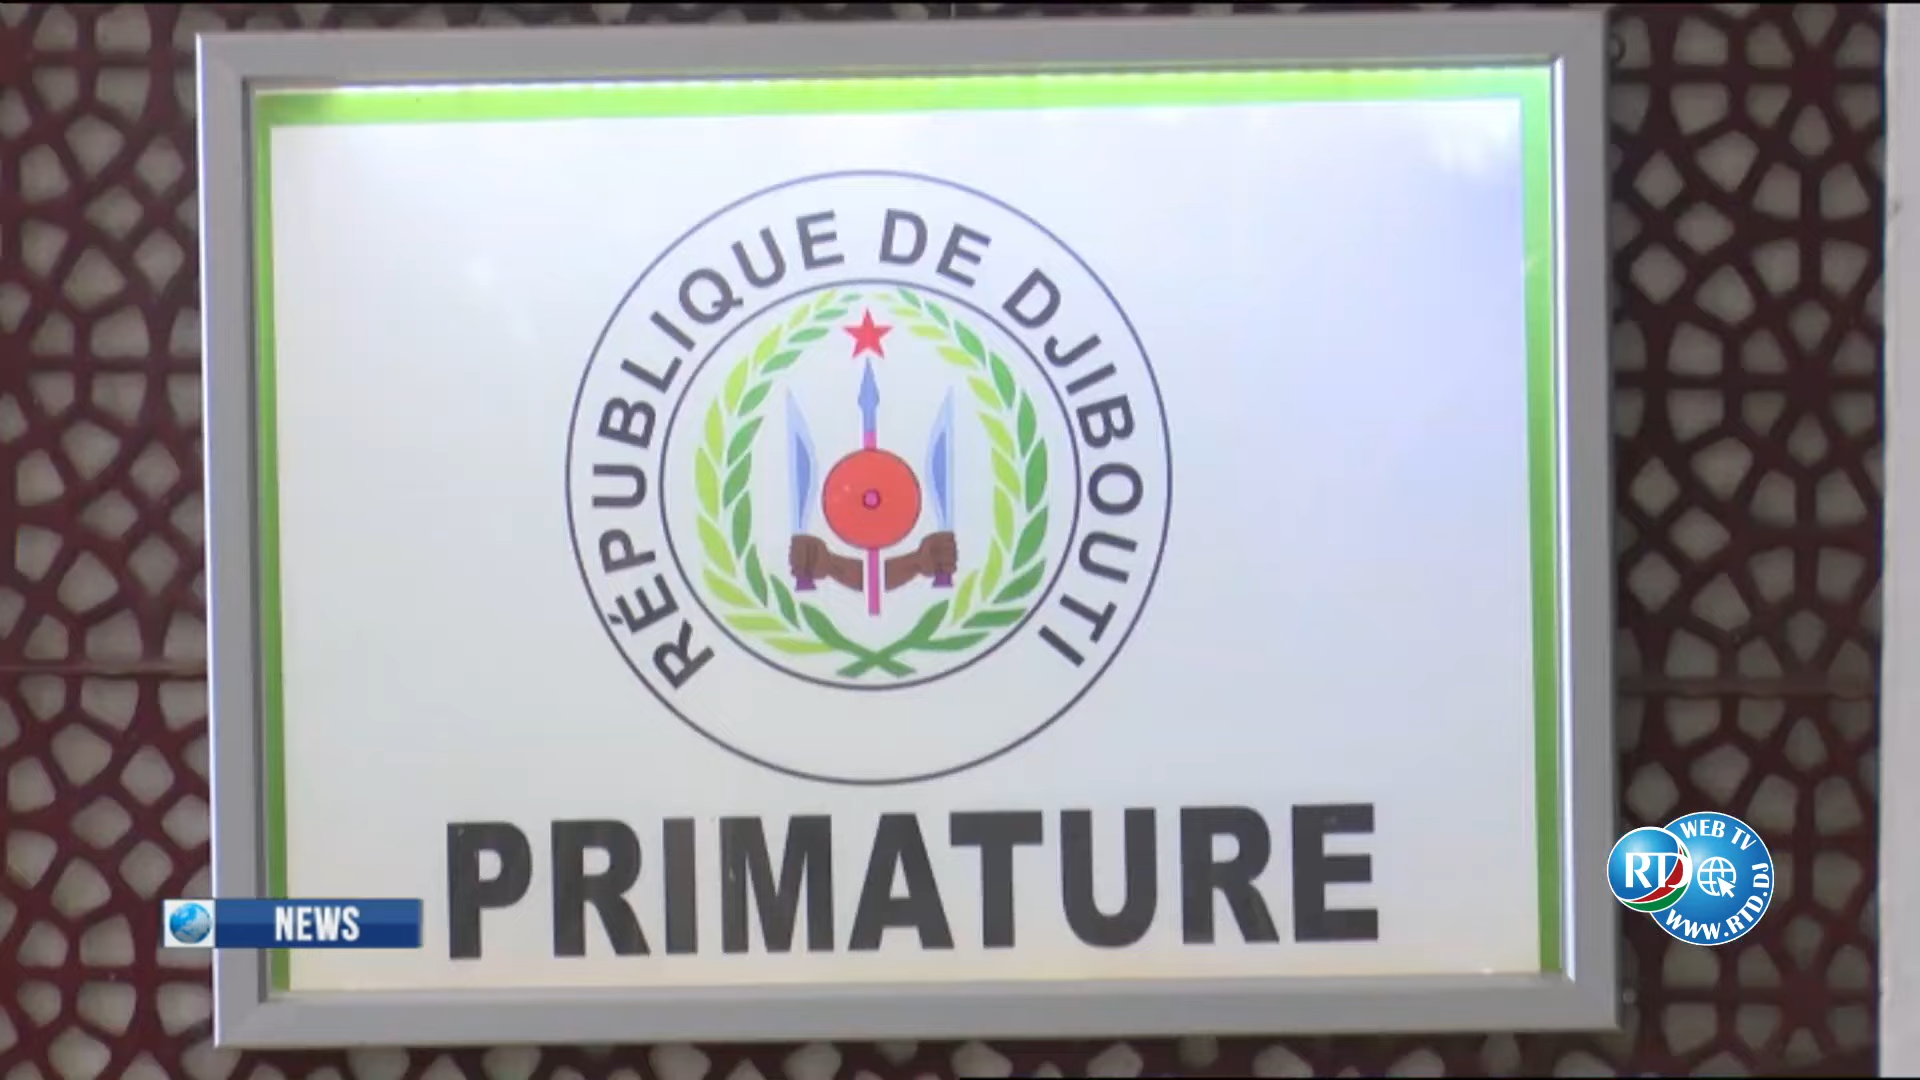 RÉPUBLIQUE DE DJIBOUTI
PRIMATURE
NEWS
WEB TV
RTD
WWW.RTD.DJ